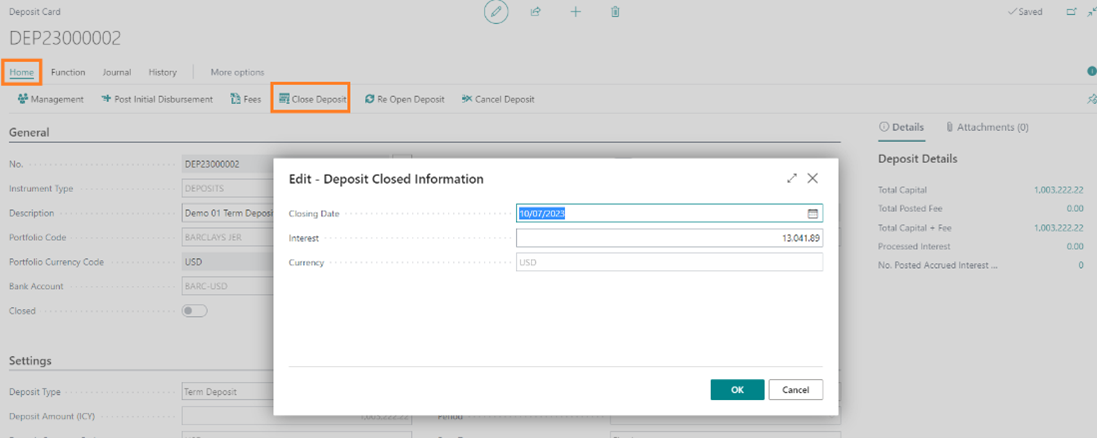 Deposit Card
Saved
DEP23000002
Home Function Journal History More options
Management Post Initial Disbursement Fees Close Deposit Re Open Deposit Cancel Deposit
General
Details Attachments (0)
No. DEP23000002
Instrument Type DEPOSITS
Description Demo 01 Term Deposi
Portfolio Code BARCLAYS JER
Portfolio Currency Code USD
Bank Account BARC-USD
Closed
Edit - Deposit Closed Information
Closing Date 10/07/2023
Interest 13.041.89
Currency USD
OK Cancel
Deposit Details
Total Capital 1,003,222.22
Total Posted Fee 0.00
Total Capital + Fee 1,003,222.22
Processed Interest 0.00
No. Posted Accrued Interest ... 0
Settings
Deposit Type Term Deposit
Deposit Amount (ICY) 1,003,222.22 Period